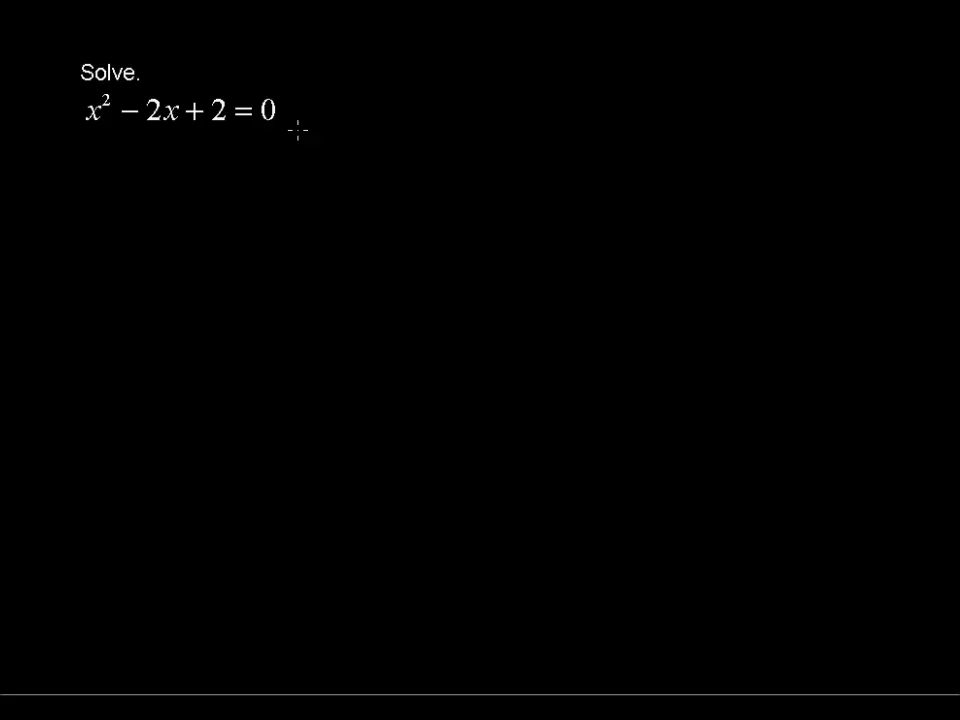 Solve.
x² − 2x + 2 = 0